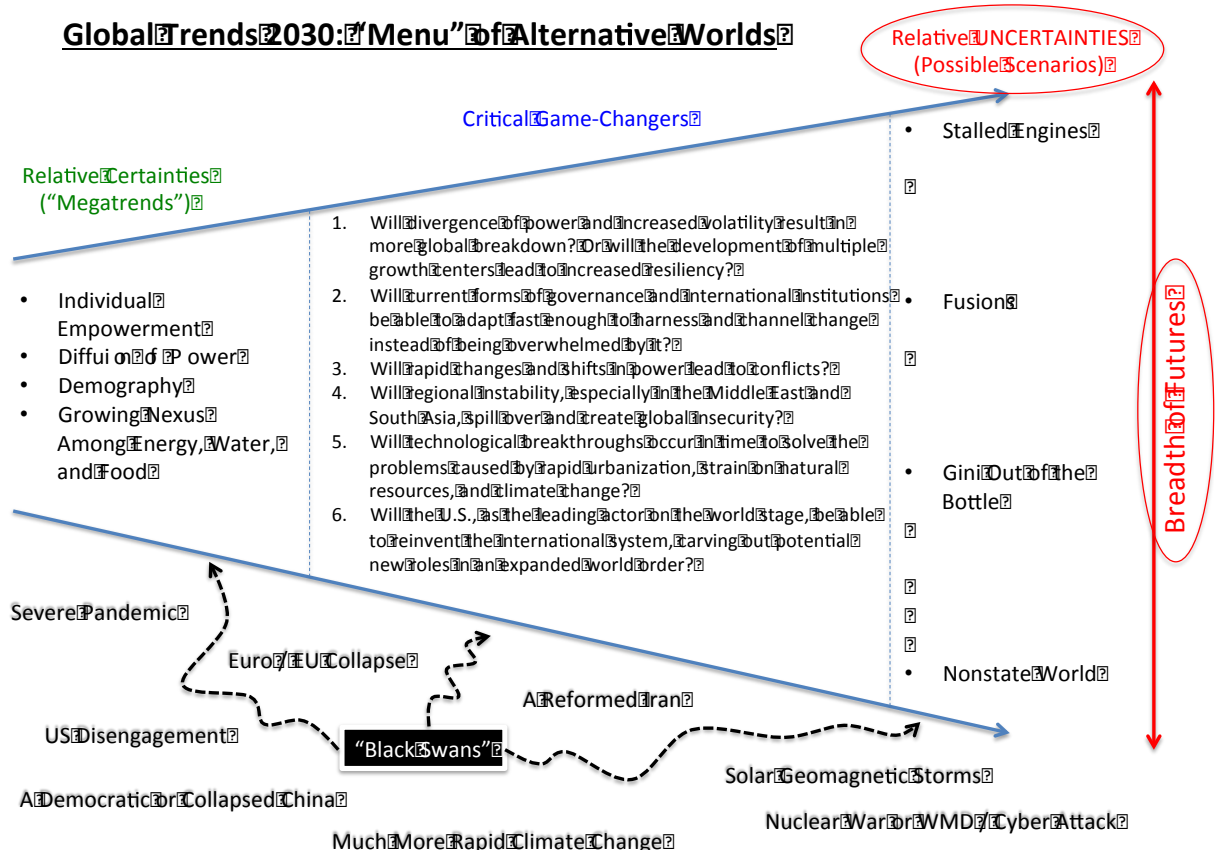 Global Trends 2030: "Menu" of Alternative Worlds
Relative UNCERTAINTIES
(Possible Scenarios)
Critical Game-Changers
Relative Certainties
("Megatrends")
• Individual
Empowerment
• Diffui on of P ower
• Demography
• Growing Nexus
Among Energy, Water,
and Food
1. Will divergence of power and increased volatility result in
more global breakdown? Or will the development of multiple
growth centers lead to increased resiliency?
2. Will current forms of governance and international institutions
be able to adapt fast enough to harness and channel change
instead of being overwhelmed by it?
3. Will rapid changes and shifts in power lead to conflicts?
4. Will regional instability, especially in the Middle East and
South Asia, spill over and create global insecurity?
5. Will technological breakthroughs occur in time to solve the
problems caused by rapid urbanization, strain on natural
resources, and climate change?
6. Will the U.S., as the leading actor on the world stage, be able
to reinvent the international system, carving out potential
new roles in an expanded world order?
• Stalled Engines
• Fusions
• Gini Out of the
Bottle
• Nonstate World
Breadth of Futures
Severe Pandemic
Euro / EU Collapse
A Reformed Iran
US Disengagement
"Black Swans"
Solar Geomagnetic Storms
A Democratic or Collapsed China
Nuclear War or WMD / Cyber Attack
Much More Rapid Climate Change